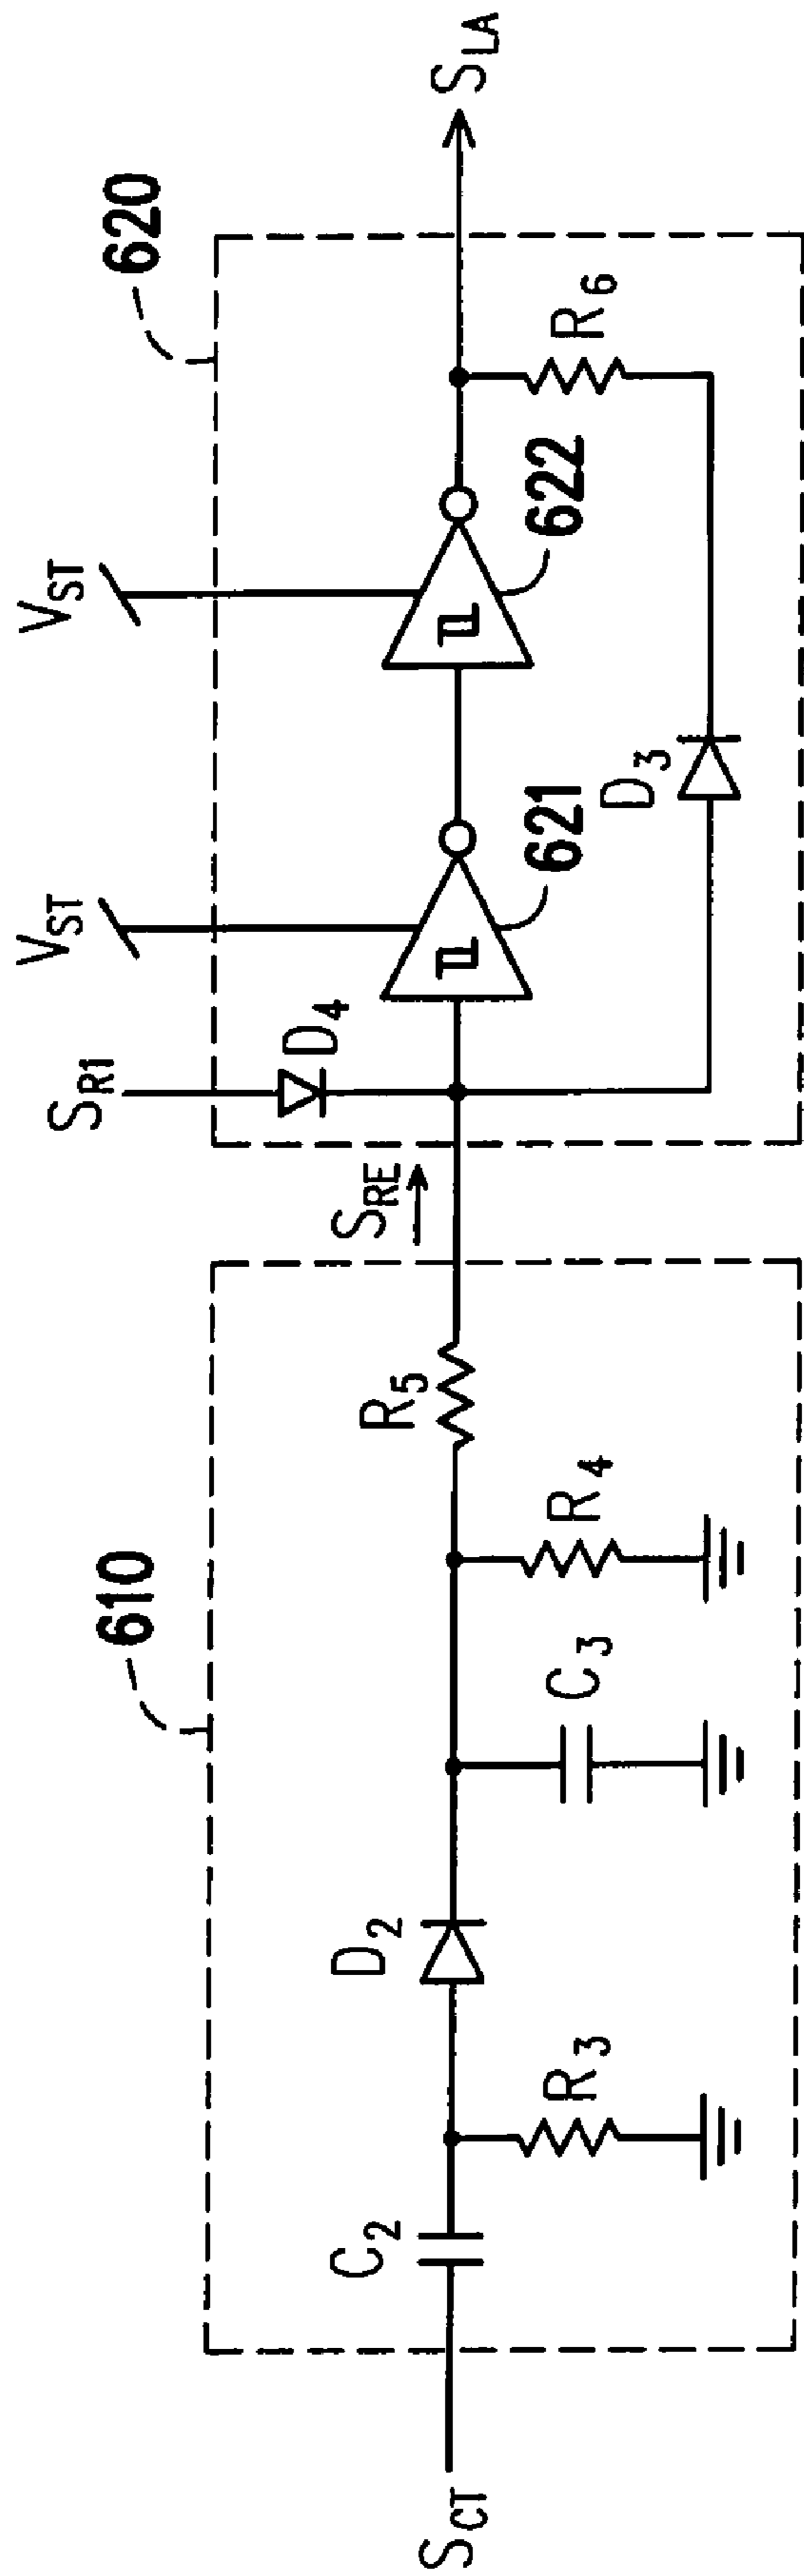 610
620
S_CT
C_2
R_3
D_2
C_3
R_4
R_5
S_RE
S_R1
D_4
V_ST
621
D_3
V_ST
622
R_6
S_LA